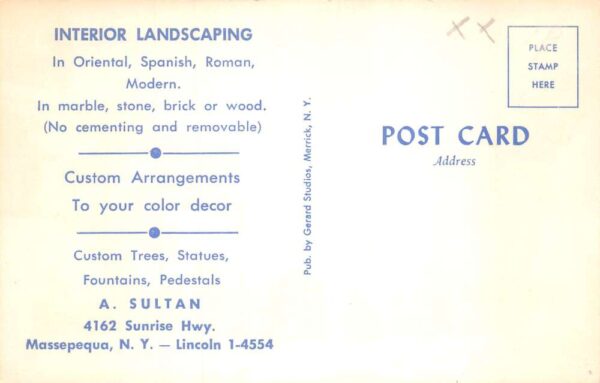 INTERIOR LANDSCAPING
In Oriental, Spanish, Roman,
Modern.
In marble, stone, brick or wood.
(No cementing and removable)
Custom Arrangements
To your color decor
Custom Trees, Statues,
Fountains, Pedestals
A. SULTAN
4162 Sunrise Hwy.
Massepequa, N. Y. — Lincoln 1-4554
Pub. by Gerard Studios, Merrick, N. Y.
X X
POST CARD
Address
PLACE
STAMP
HERE